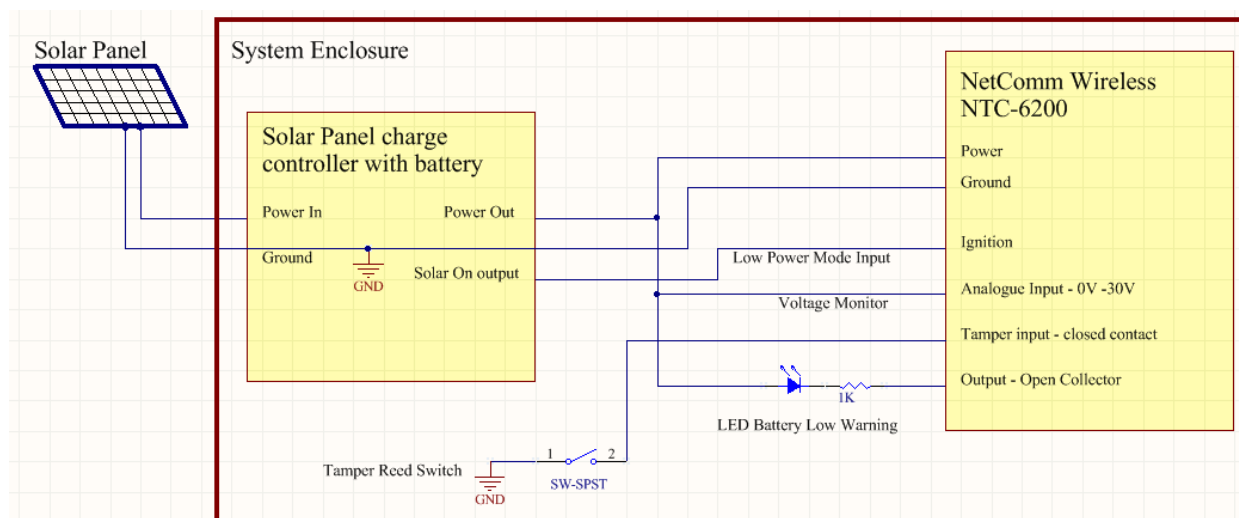 Solar Panel
System Enclosure
NetComm Wireless
NTC-6200
Solar Panel charge
controller with battery
Power
Ground
Power In
Power Out
Ignition
Ground
Low Power Mode Input
Solar On output
GND
Analogue Input - 0V -30V
Voltage Monitor
Tamper input - closed contact
Output - Open Collector
1K
LED Battery Low Warning
Tamper Reed Switch
1
2
SW-SPST
GND